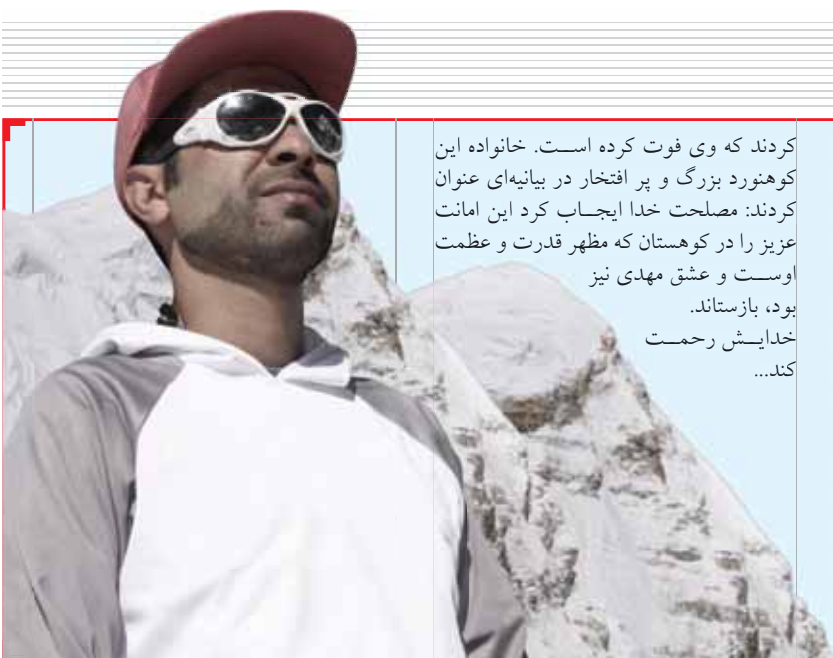 کردند که وی فوت کرده است. خانواده این
کوهنورد بزرگ و پر افتخار در بیانیه‌ای عنوان
کردند: مصلحت خدا ایجاب کرد این امانت
عزیز را در کوهستان که مظهر قدرت و عظمت
اوست و عشق مهدی نیز
بود، بازستاند.
خدایش رحمت
کند...